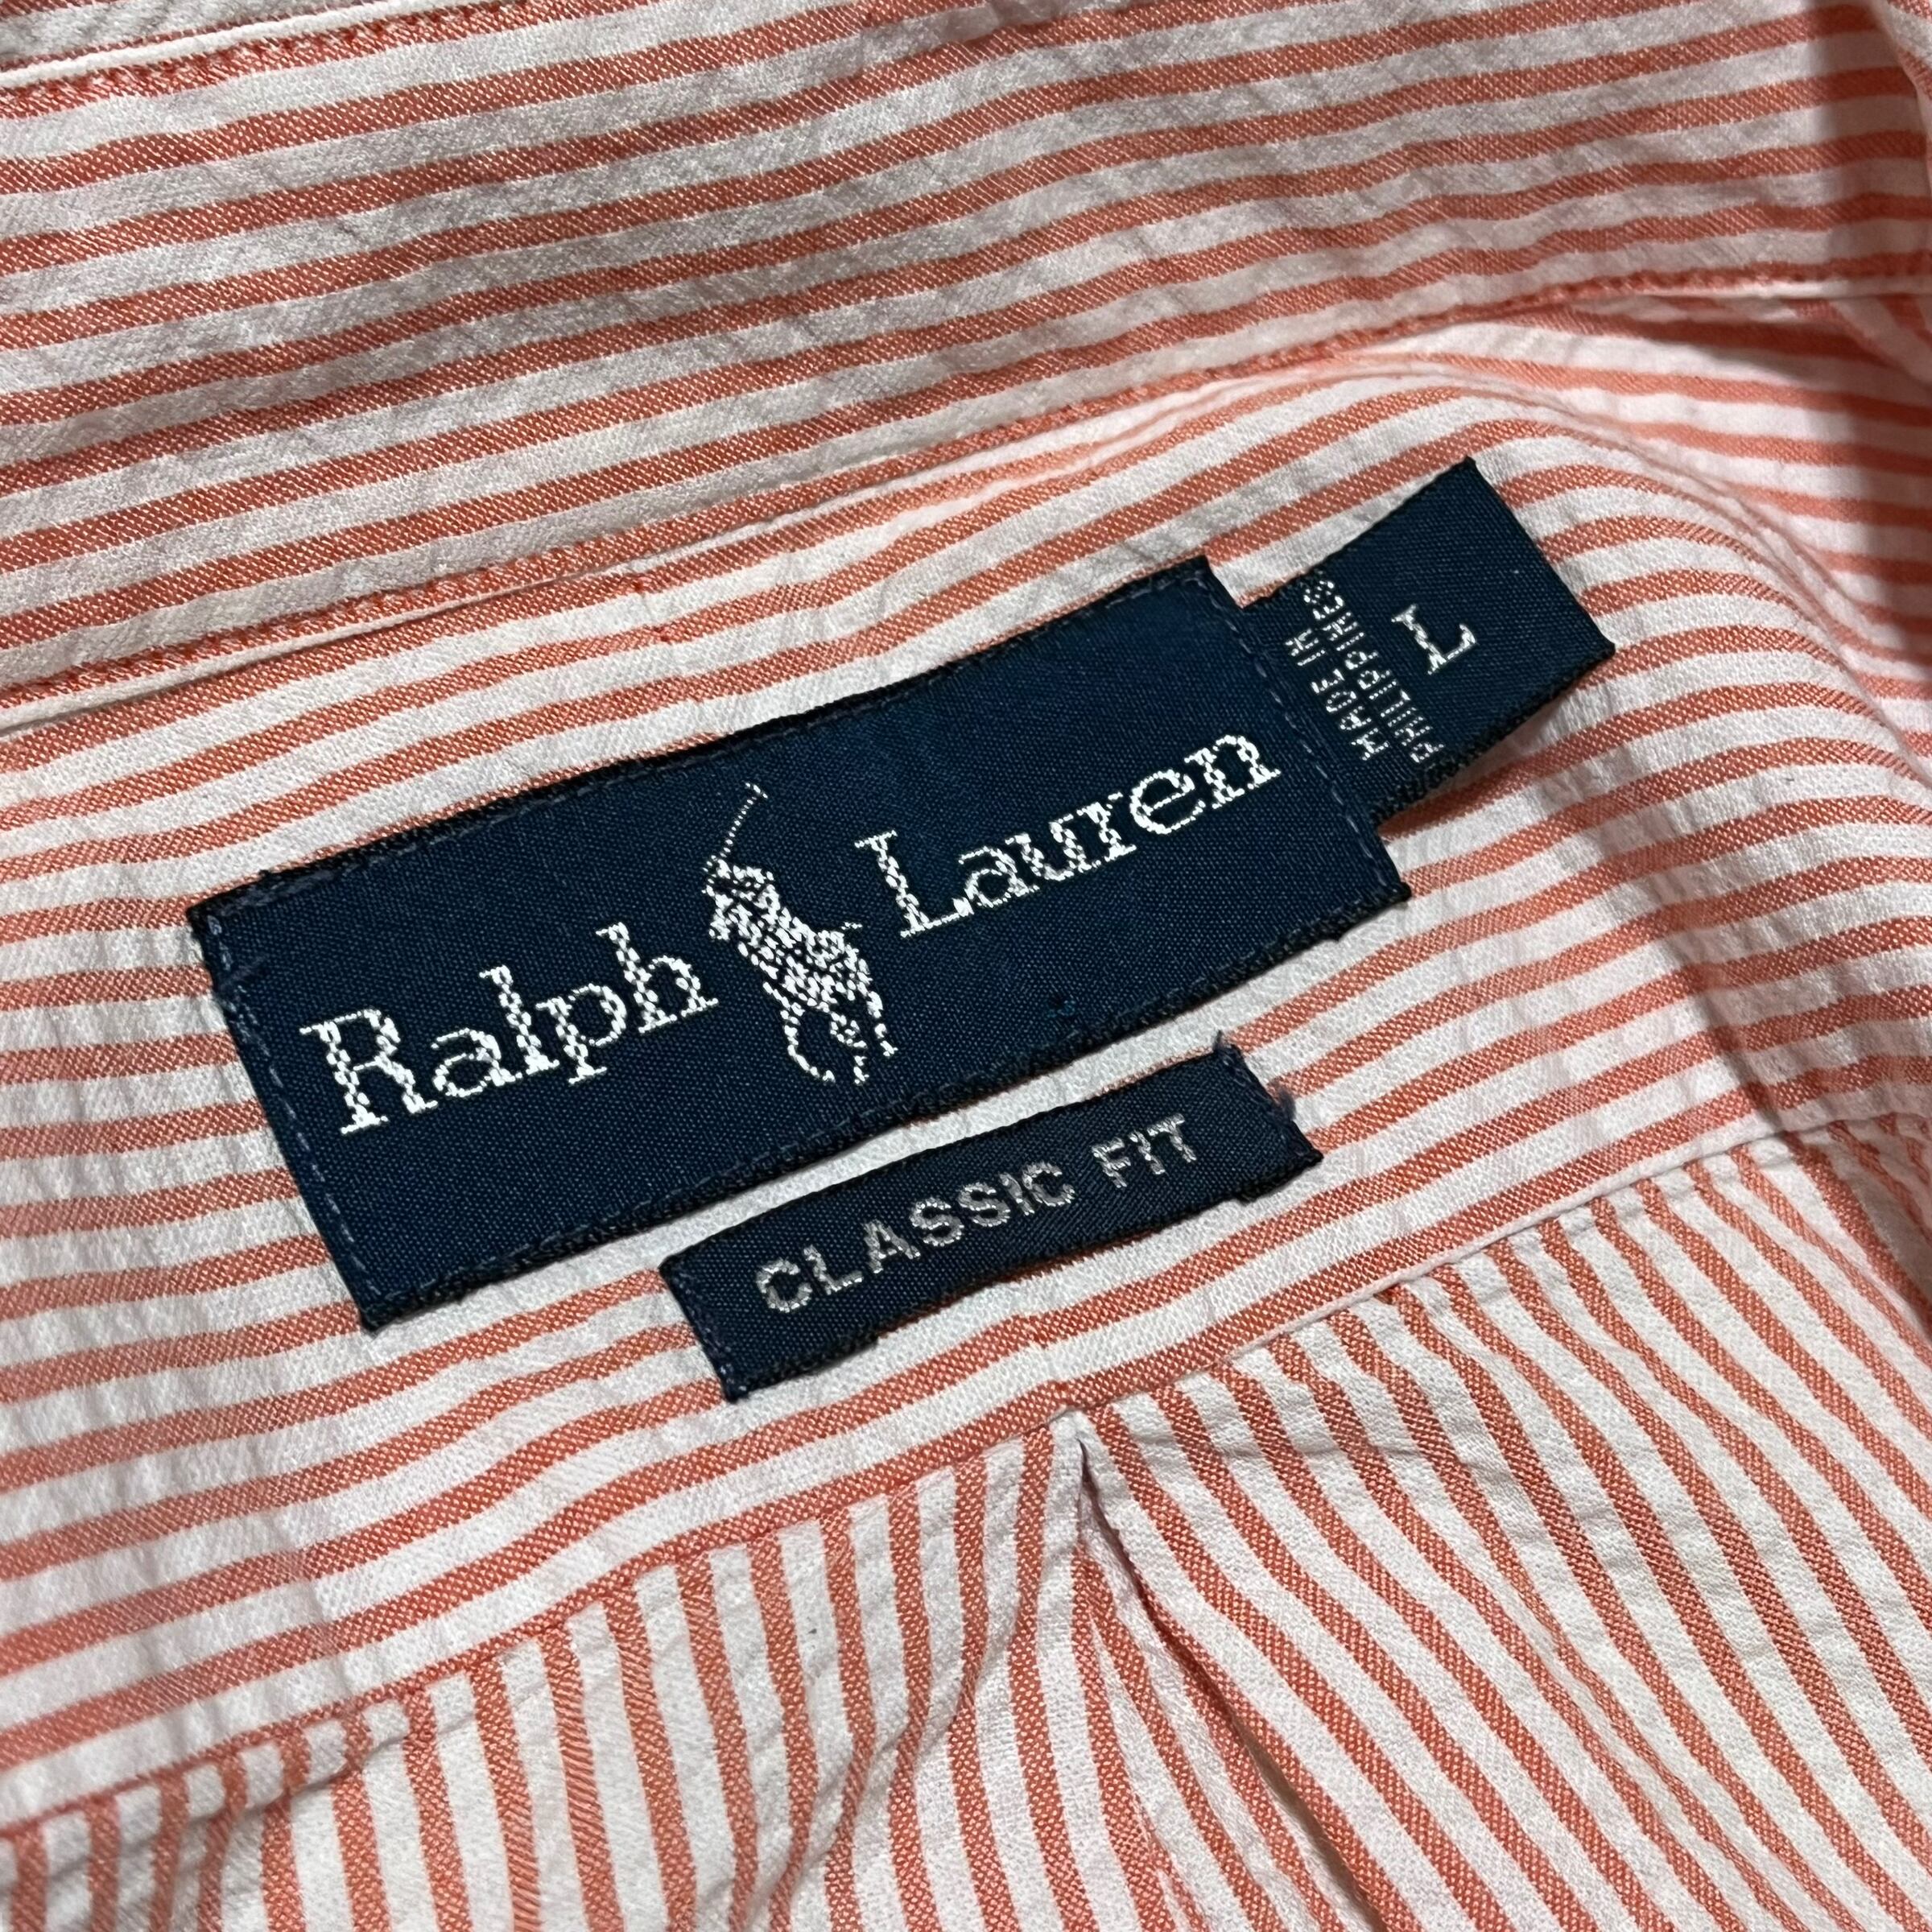 Ralph Lauren
L
MADE IN
PHILIPPINES
CLASSIC FIT